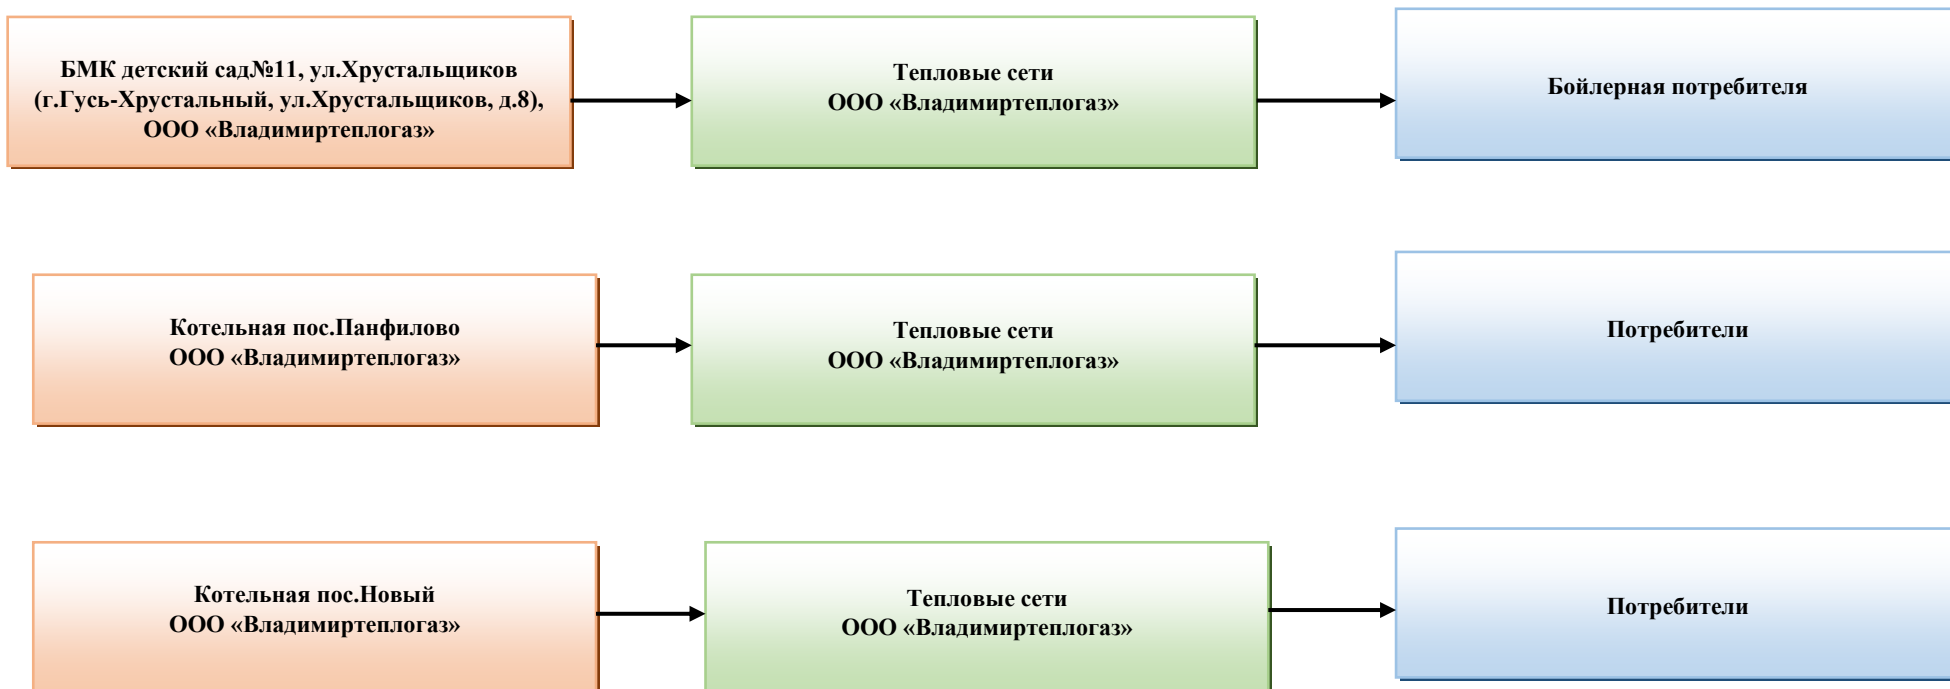 БМК детский сад№11, ул.Хрустальщиков
(г.Гусь-Хрустальный, ул.Хрустальщиков, д.8),
ООО «Владимиртеплогаз»
Тепловые сети
ООО «Владимиртеплогаз»
Бойлерная потребителя
Котельная пос.Панфилово
ООО «Владимиртеплогаз»
Тепловые сети
ООО «Владимиртеплогаз»
Потребители
Котельная пос.Новый
ООО «Владимиртеплогаз»
Тепловые сети
ООО «Владимиртеплогаз»
Потребители